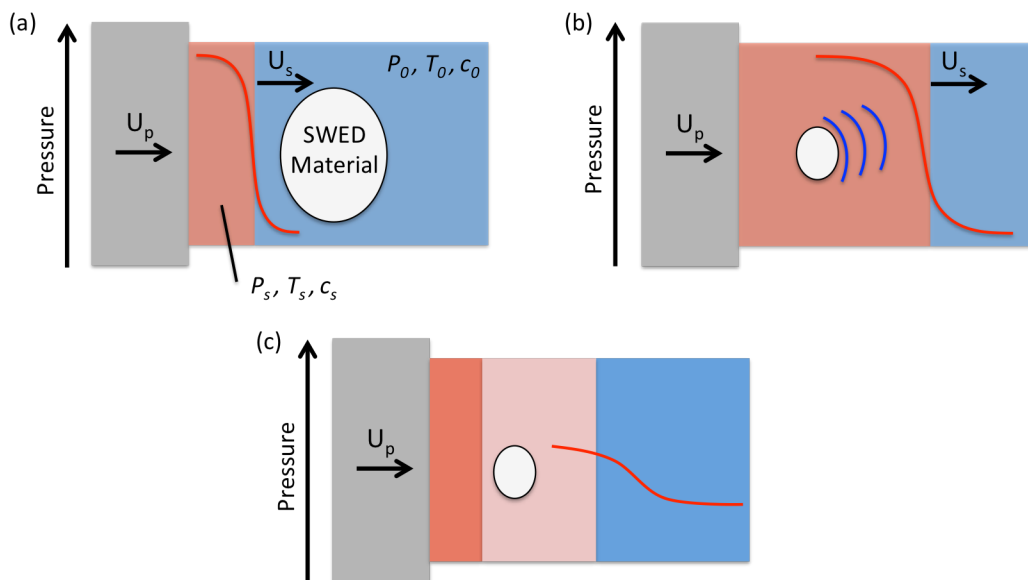 (a)
Pressure
U_p
U_s
P_0, T_0, c_0
SWED
Material
P_s, T_s, c_s
(b)
Pressure
U_p
U_s
(c)
Pressure
U_p